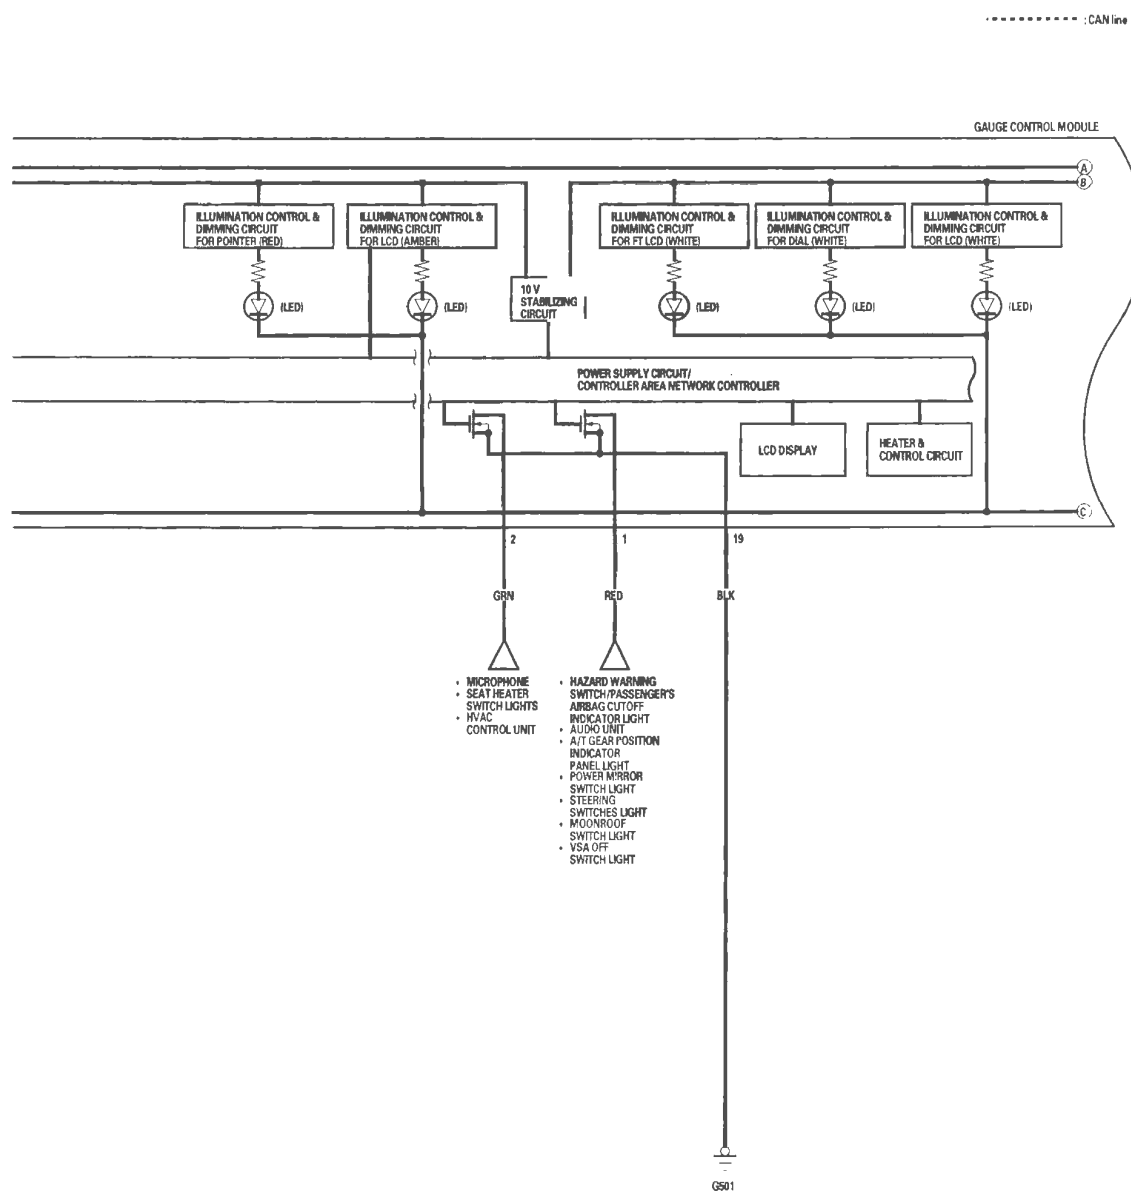 : CAN line
GAUGE CONTROL MODULE
A
B
ILLUMINATION CONTROL &
DIMMING CIRCUIT
FOR POINTER (RED)
ILLUMINATION CONTROL &
DIMMING CIRCUIT
FOR LCD (AMBER)
ILLUMINATION CONTROL &
DIMMING CIRCUIT
FOR FT LCD (WHITE)
ILLUMINATION CONTROL &
DIMMING CIRCUIT
FOR DIAL (WHITE)
ILLUMINATION CONTROL &
DIMMING CIRCUIT
FOR LCD (WHITE)
(LED)
(LED)
10 V
STABILIZING
CIRCUIT
(LED)
(LED)
(LED)
POWER SUPPLY CIRCUIT/
CONTROLLER AREA NETWORK CONTROLLER
LCD DISPLAY
HEATER &
CONTROL CIRCUIT
C
2
1
19
GRN
RED
BLK
• MICROPHONE
• SEAT HEATER
SWITCH LIGHTS
• HVAC
CONTROL UNIT
• HAZARD WARNING
SWITCH/PASSENGER'S
AIRBAG CUTOFF
INDICATOR LIGHT
• AUDIO UNIT
• A/T GEAR POSITION
INDICATOR
PANEL LIGHT
• POWER MIRROR
SWITCH LIGHT
• STEERING
SWITCHES LIGHT
• MOONROOF
SWITCH LIGHT
• VSA OFF
SWITCH LIGHT
G501